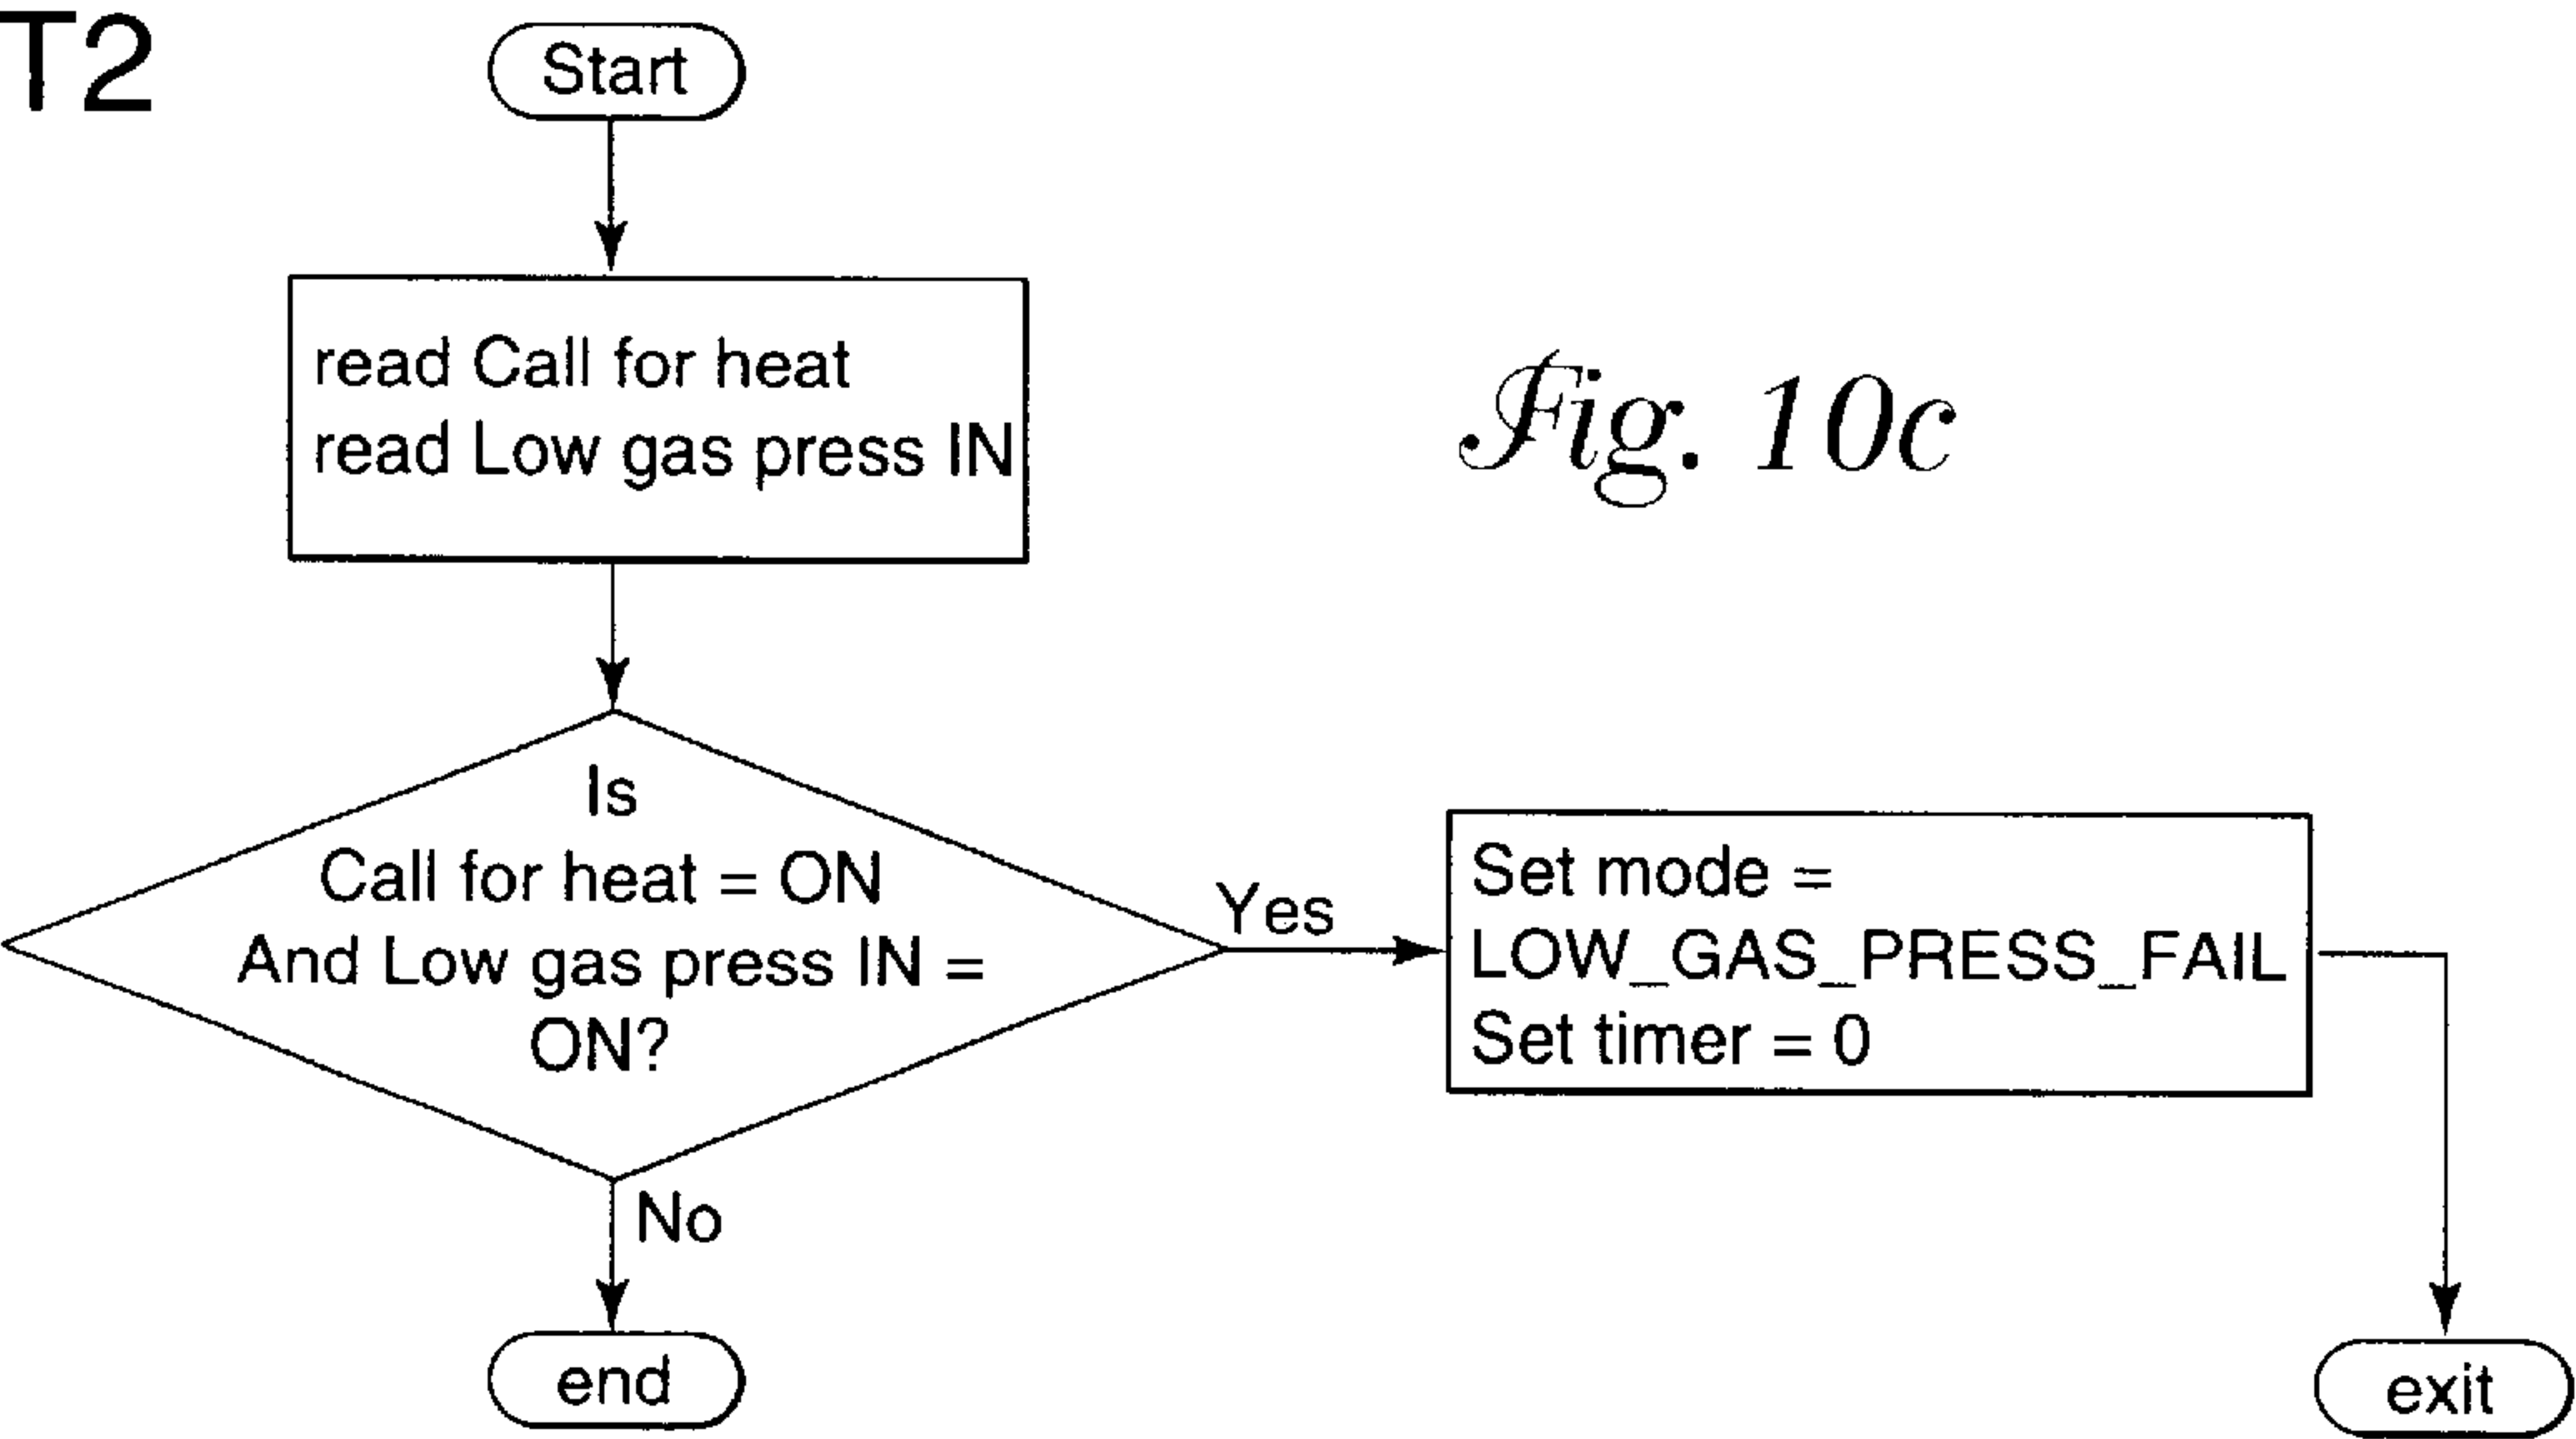 T2
Start
read Call for heat
read Low gas press IN
Fig. 10c
Is
Call for heat = ON
And Low gas press IN =
ON?
Yes
Set mode =
LOW_GAS_PRESS_FAIL
Set timer = 0
No
end
exit